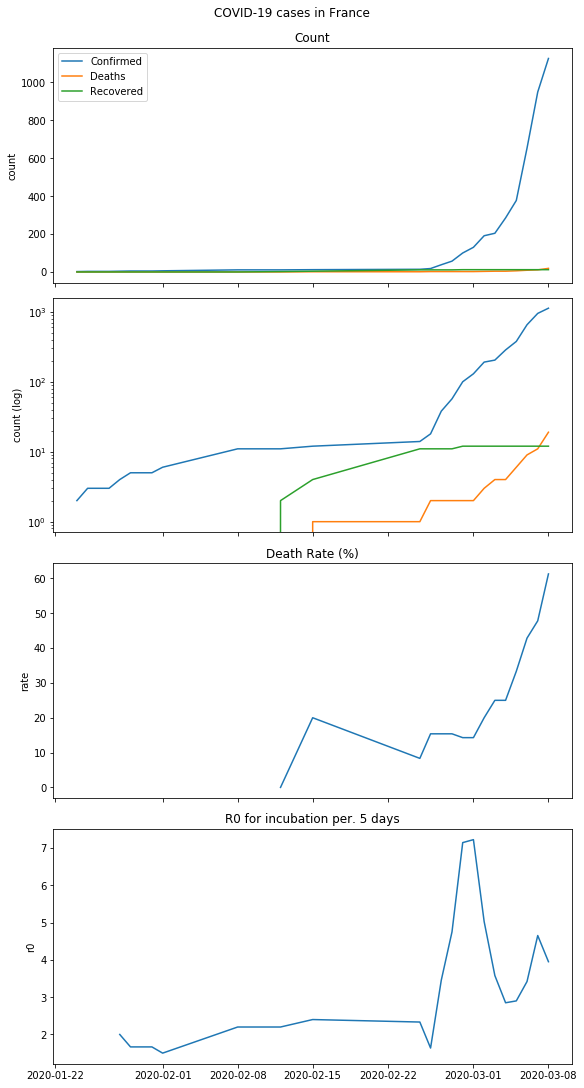 COVID-19 cases in France
Count
Confirmed
Deaths
Recovered
1000
800
600
400
200
0
count
10³
10²
10¹
10⁰
count (log)
Death Rate (%)
60
50
40
30
20
10
0
rate
R0 for incubation per. 5 days
7
6
5
4
3
2
r0
2020-01-22 2020-02-01 2020-02-08 2020-02-15 2020-02-22 2020-03-01 2020-03-08